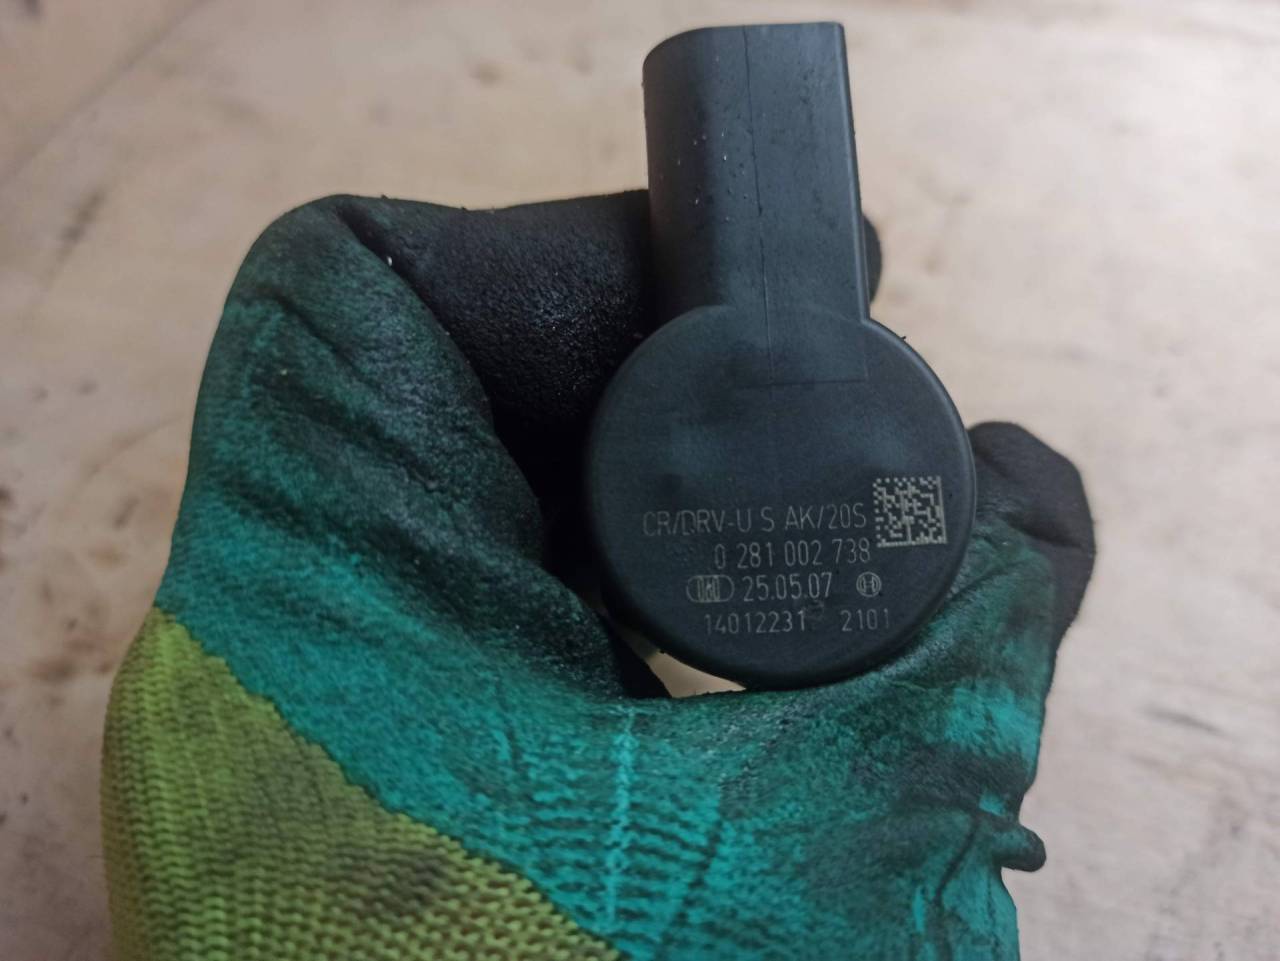 CR/DRV-U S AK/20S
0 281 002 738
25.05.07
14012231 2101